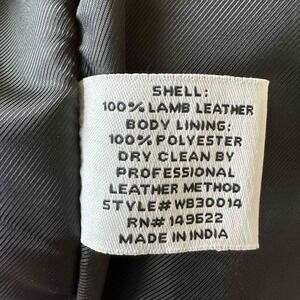 SHELL:
100% LAMB LEATHER
BODY LINING:
100% POLYESTER
DRY CLEAN BY
PROFESSIONAL
LEATHER METHOD
STYLE# WB30014
RN# 149622
MADE IN INDIA